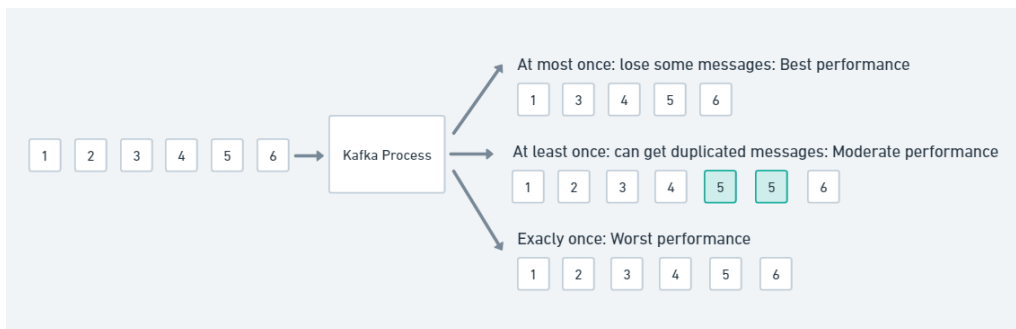 1 2 3 4 5 6
Kafka Process
At most once: lose some messages: Best performance
1 3 4 5 6
At least once: can get duplicated messages: Moderate performance
1 2 3 4 5 5 6
Exacly once: Worst performance
1 2 3 4 5 6